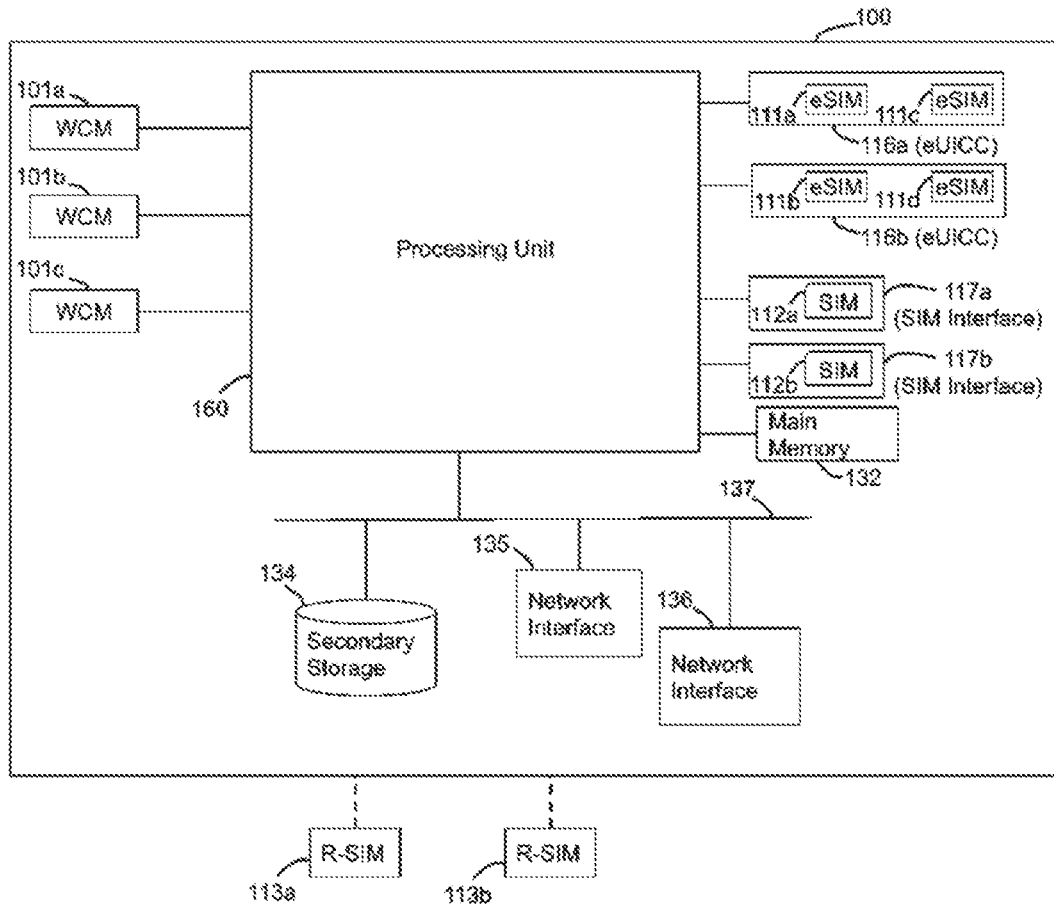 100
101a
WCM
101b
WCM
101c
WCM
Processing Unit
160
111a
eSIM
111c
eSIM
116a (eUICC)
111b
eSIM
111d
eSIM
116b (eUICC)
112a
SIM
117a
(SIM Interface)
112b
SIM
117b
(SIM Interface)
Main
Memory
132
137
134
Secondary
Storage
135
Network
Interface
136
Network
Interface
R-SIM
113a
R-SIM
113b